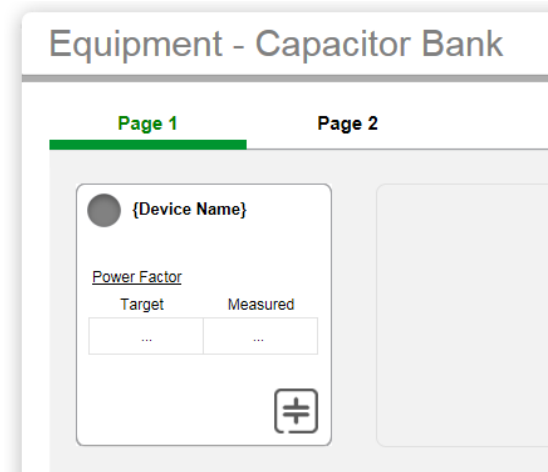 Equipment - Capacitor Bank
Page 1 Page 2
{Device Name}
Power Factor
Target Measured
... ...